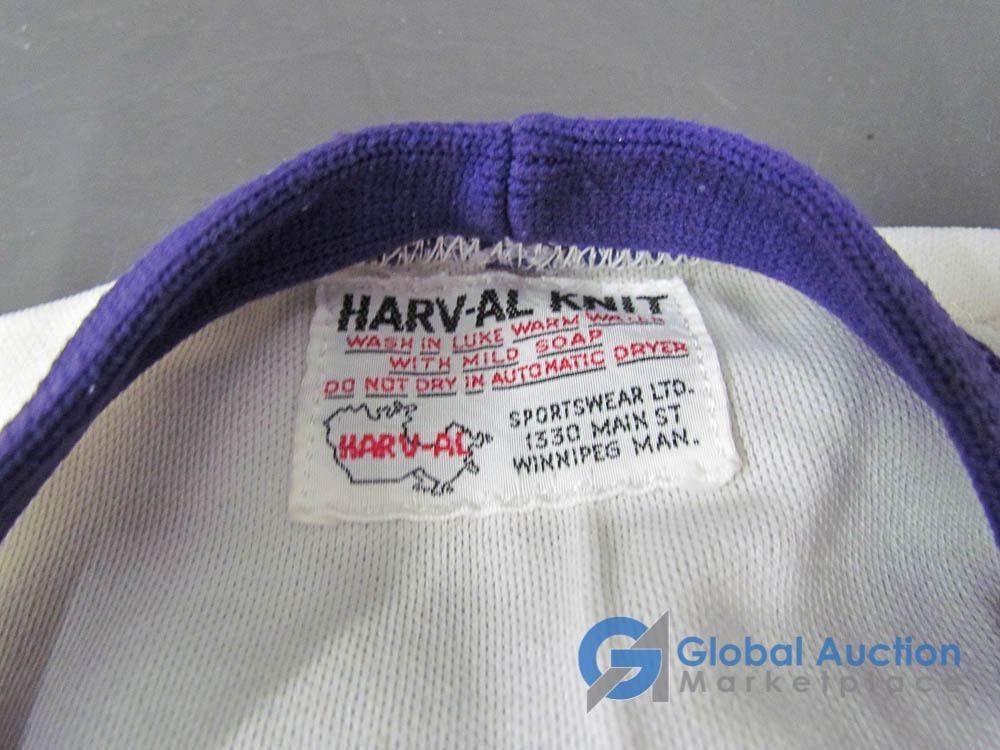 HARV-AL KNIT
WASH IN LUKE WARM WATER
WITH MILD SOAP
DO NOT DRY IN AUTOMATIC DRYER
HARV-AL
SPORTSWEAR LTD.
1330 MAIN ST
WINNIPEG MAN.
Global Auction
Marketplace